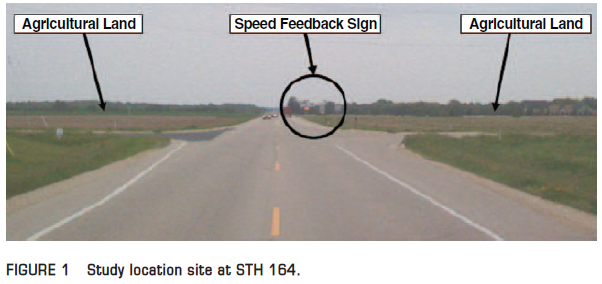 Agricultural Land
Speed Feedback Sign
Agricultural Land
FIGURE 1 Study location site at STH 164.